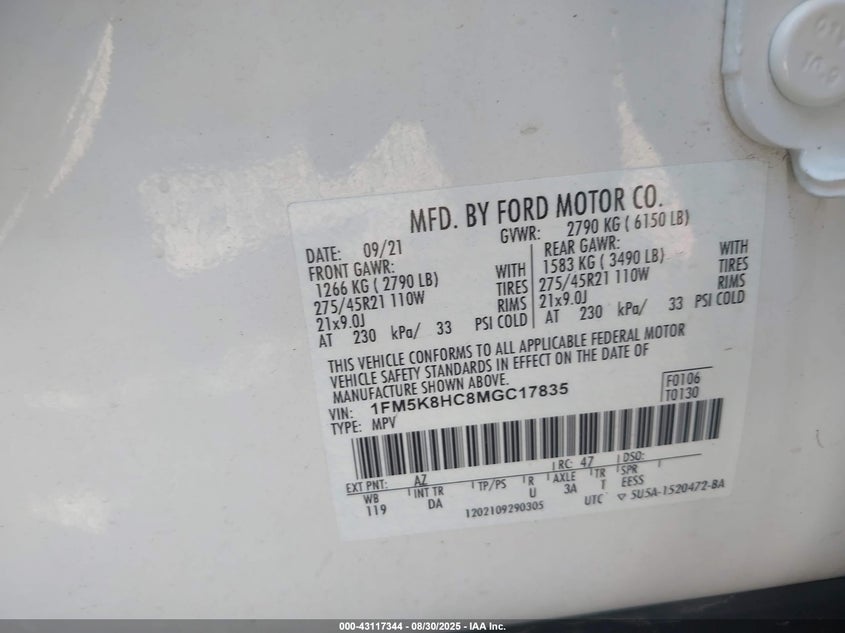 MFD. BY FORD MOTOR CO.
DATE: 09/21
GVWR: 2790 KG ( 6150 LB)
FRONT GAWR:
1266 KG ( 2790 LB) WITH
275/45R21 110W TIRES
21x9.0J RIMS
AT 230 kPa/ 33 PSI COLD
REAR GAWR:
1583 KG ( 3490 LB) WITH
275/45R21 110W TIRES
21x9.0J RIMS
AT 230 kPa/ 33 PSI COLD
THIS VEHICLE CONFORMS TO ALL APPLICABLE FEDERAL MOTOR
VEHICLE SAFETY STANDARDS IN EFFECT ON THE DATE OF
MANUFACTURE SHOWN ABOVE.
VIN: 1FM5K8HC8MGC17835
TYPE: MPV
F0106
T0130
EXT PNT: AZ RC: 47 DSO:
WB INT TR TP/PS R AXLE TR SPR
119 DA U 3A T EESS
1202109290305 UTC ▽ 5U5A-1520472-BA
000-43117344 - 08/30/2025 - IAA Inc.